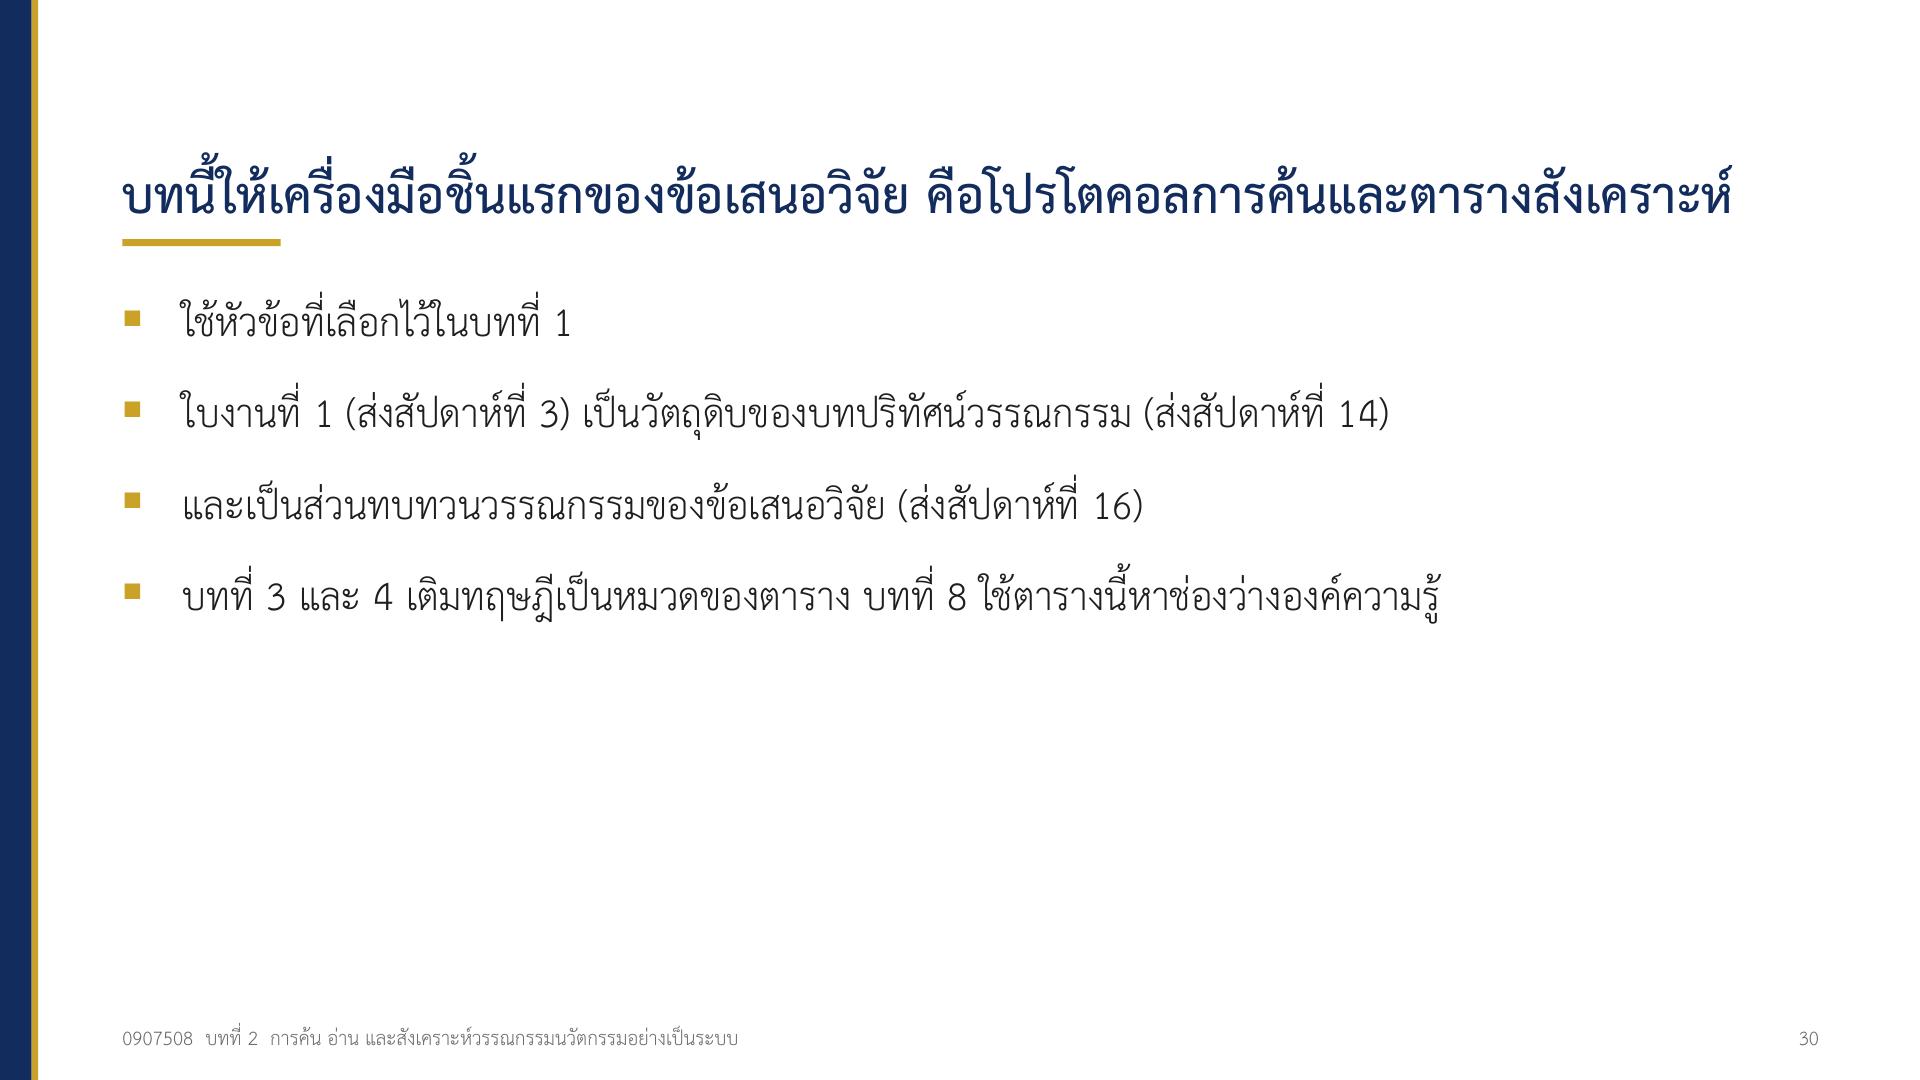 บทนี้ให้เครื่องมือชิ้นแรกของข้อเสนอวิจัย คือโปรโตคอลการค้นและตารางสังเคราะห์
ใช้หัวข้อที่เลือกไว้ในบทที่ 1
ใบงานที่ 1 (ส่งสัปดาห์ที่ 3) เป็นวัตถุดิบของบทปริทัศน์วรรณกรรม (ส่งสัปดาห์ที่ 14)
และเป็นส่วนทบทวนวรรณกรรมของข้อเสนอวิจัย (ส่งสัปดาห์ที่ 16)
บทที่ 3 และ 4 เติมทฤษฎีเป็นหมวดของตาราง บทที่ 8 ใช้ตารางนี้หาช่องว่างองค์ความรู้
0907508 บทที่ 2 การค้น อ่าน และสังเคราะห์วรรณกรรมนวัตกรรมอย่างเป็นระบบ
30